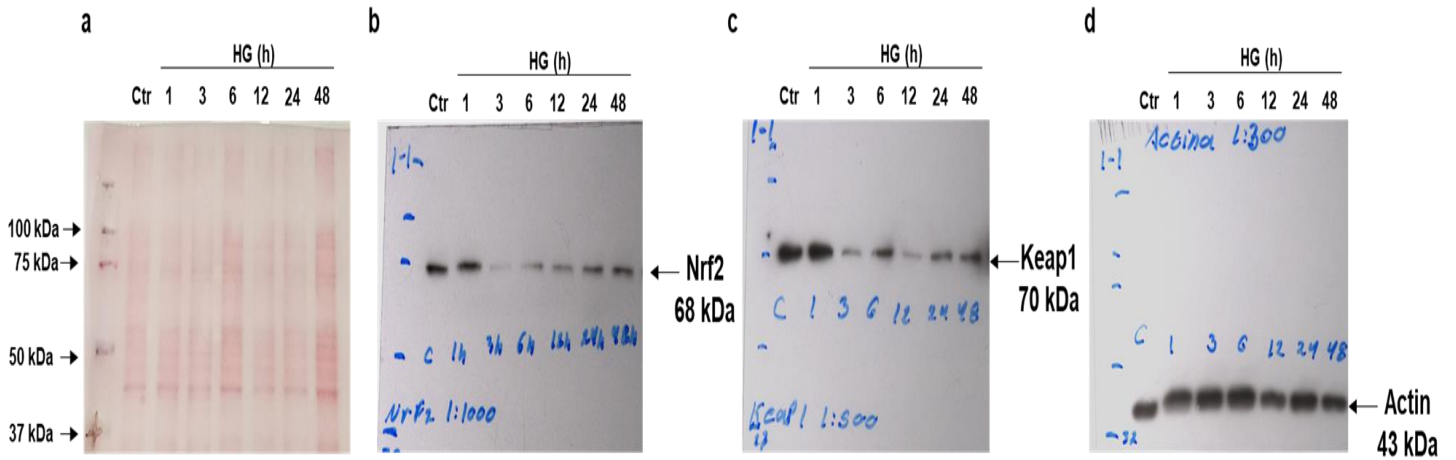 a
HG (h)
Ctr 1 3 6 12 24 48
100 kDa
75 kDa
50 kDa
37 kDa
b
HG (h)
Ctr 1 3 6 12 24 48
Nrf2
68 kDa
C 1h 3h 6h 12h 24h 48h
NrF2 1:1000
c
HG (h)
Ctr 1 3 6 12 24 48
Keap1
70 kDa
C 1 3 6 12 24 48
Keap1 1:500
37
d
HG (h)
Ctr 1 3 6 12 24 48
Actina 1:300
C 1 3 6 12 24 48
Actin
43 kDa